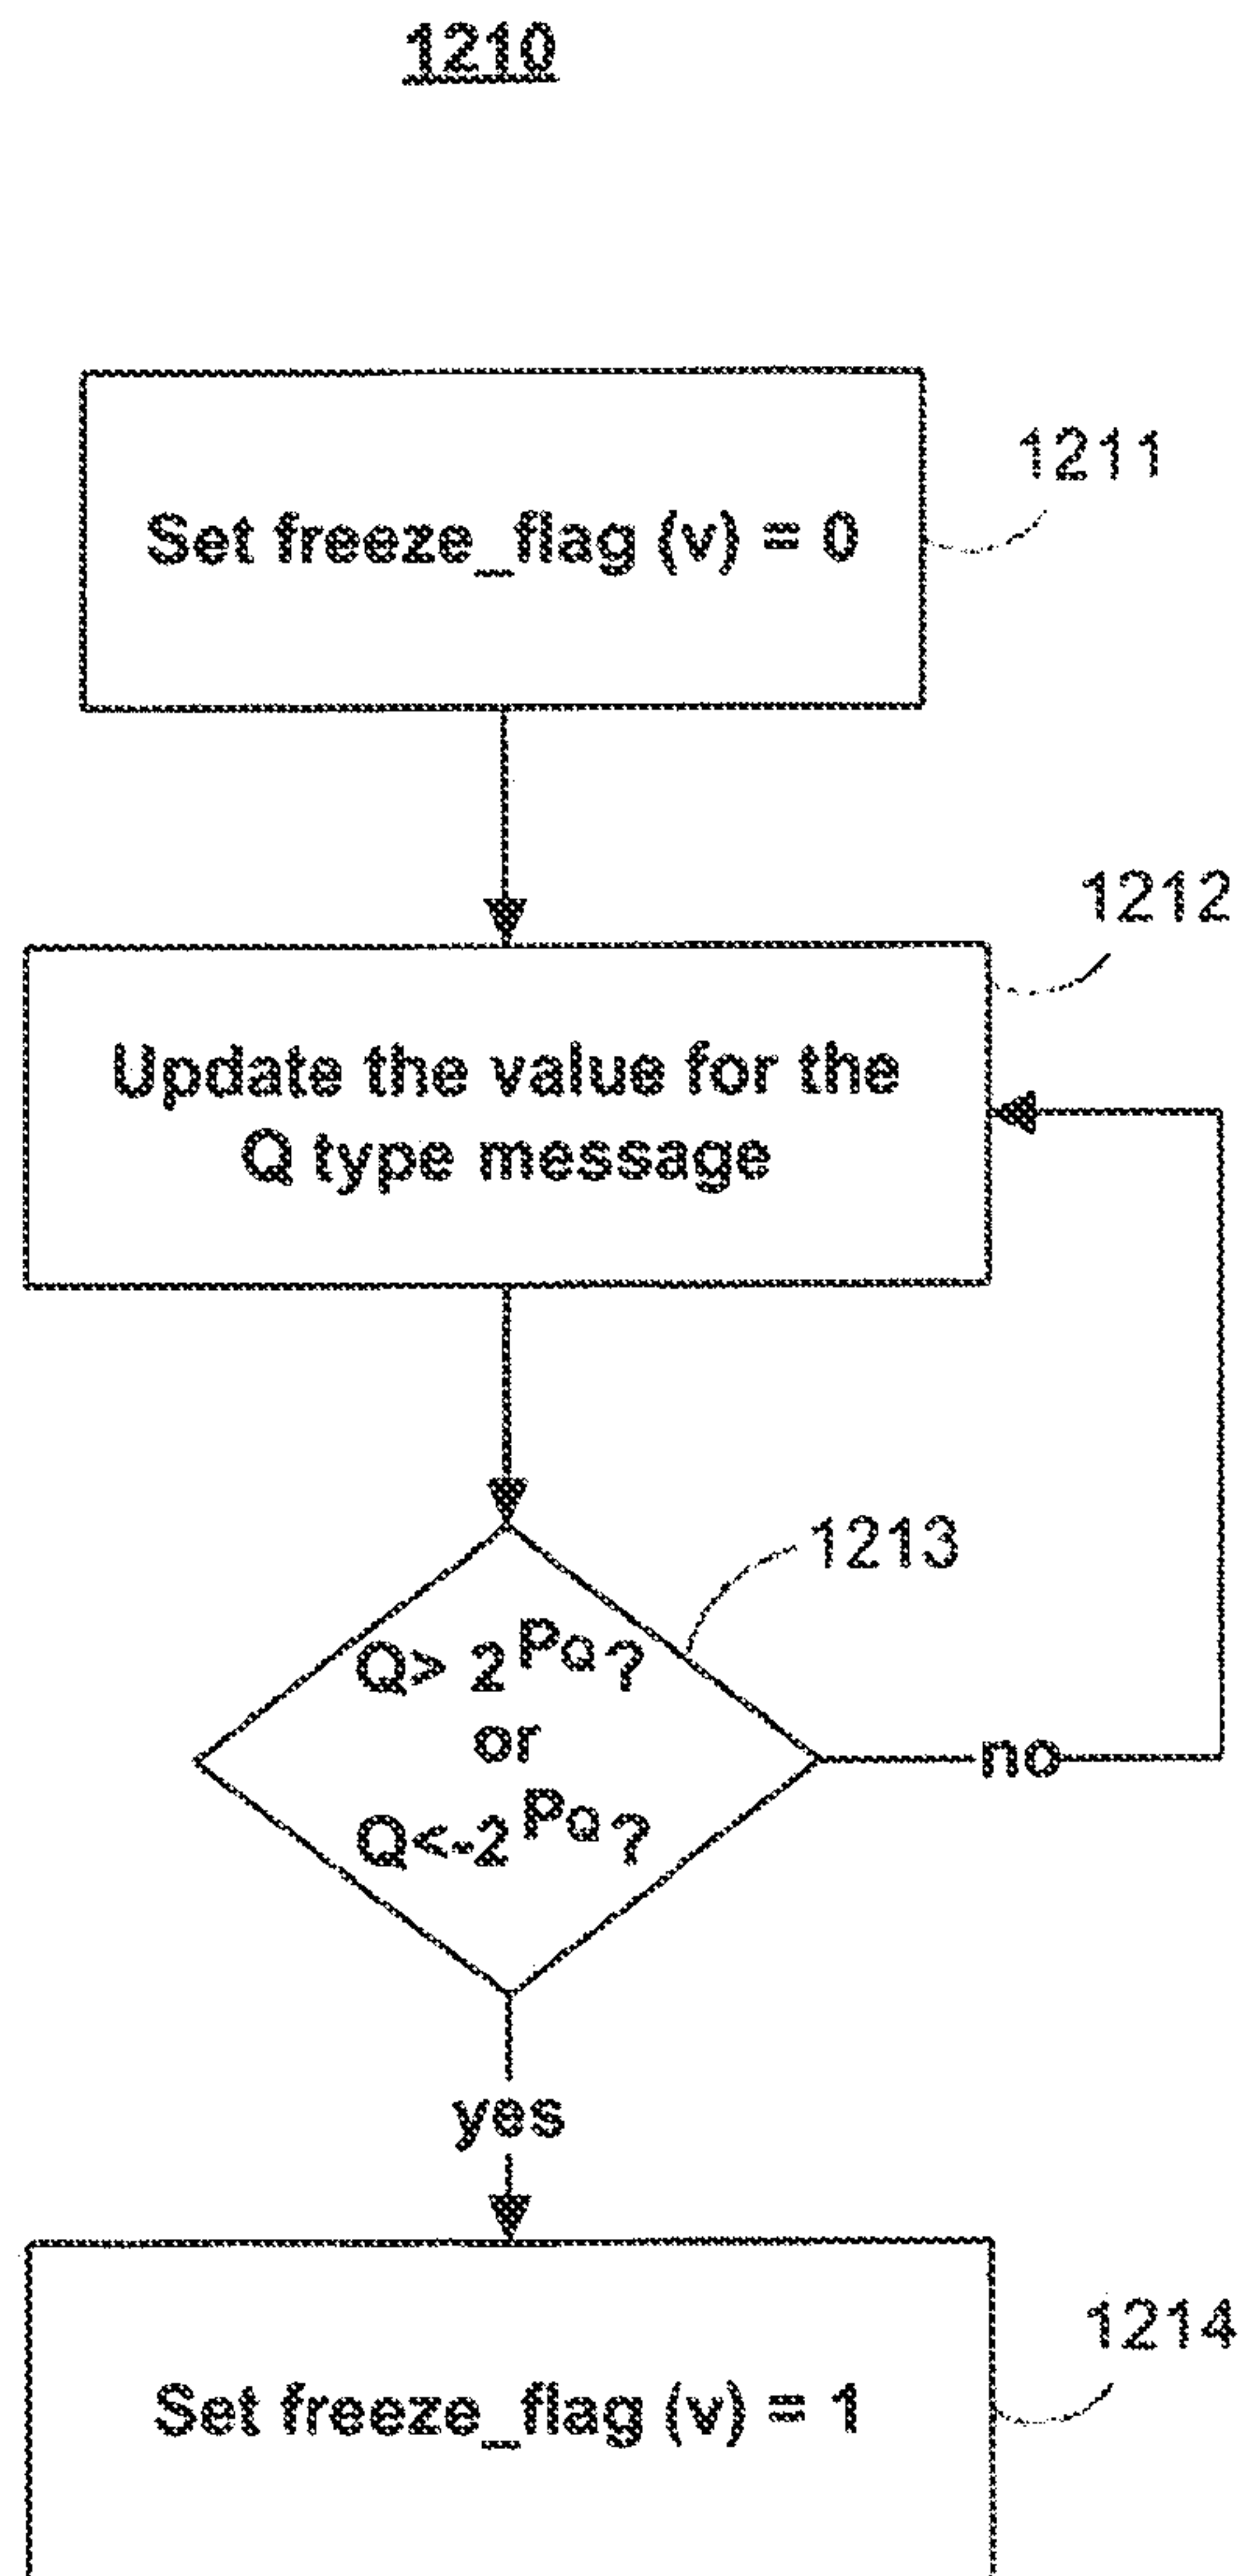 1210
Set freeze_flag (v) = 0
1211
1212
Update the value for the
Q type message
1213
Q> 2^PQ?
or
Q<-2^PQ?
no
yes
1214
Set freeze_flag (v) = 1